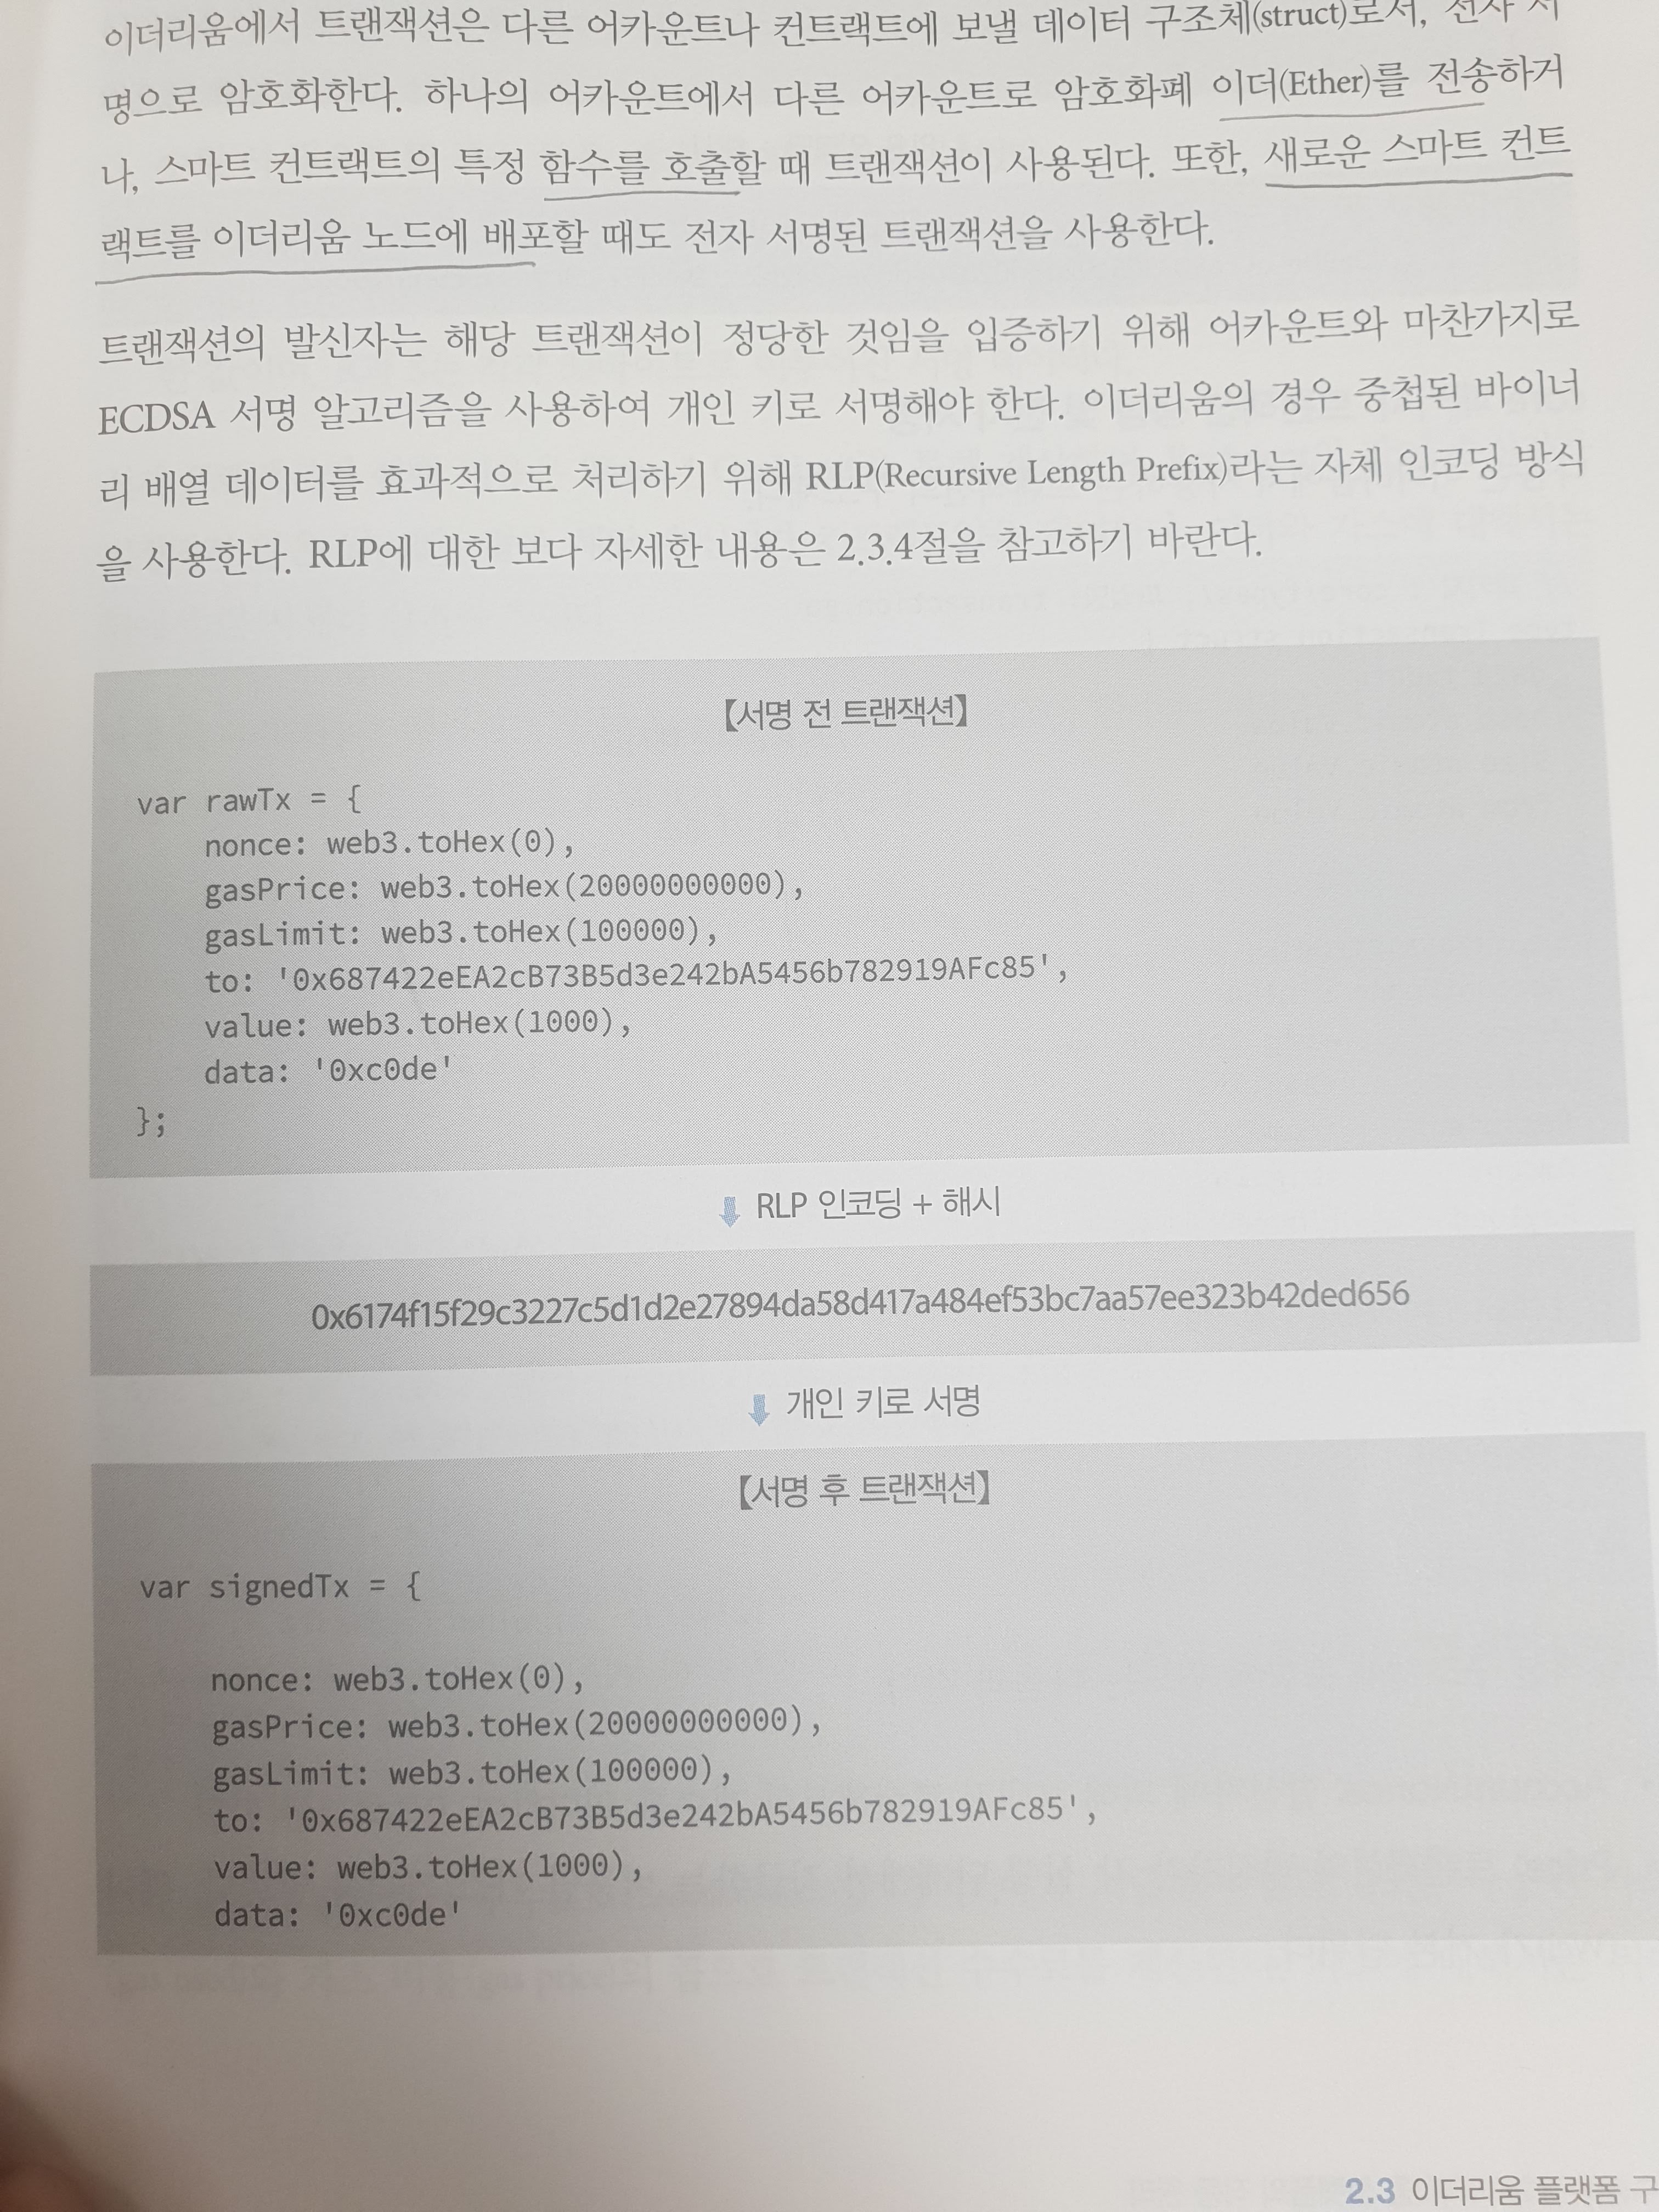 이더리움에서 트랜잭션은 다른 어카운트나 컨트랙트에 보낼 데이터 구조체(struct)로서, 전자 서
명으로 암호화한다. 하나의 어카운트에서 다른 어카운트로 암호화폐 이더(Ether)를 전송하거
나, 스마트 컨트랙트의 특정 함수를 호출할 때 트랜잭션이 사용된다. 또한, 새로운 스마트 컨트
랙트를 이더리움 노드에 배포할 때도 전자 서명된 트랜잭션을 사용한다.
트랜잭션의 발신자는 해당 트랜잭션이 정당한 것임을 입증하기 위해 어카운트와 마찬가지로
ECDSA 서명 알고리즘을 사용하여 개인 키로 서명해야 한다. 이더리움의 경우 중첩된 바이너
리 배열 데이터를 효과적으로 처리하기 위해 RLP(Recursive Length Prefix)라는 자체 인코딩 방식
을 사용한다. RLP에 대한 보다 자세한 내용은 2.3.4절을 참고하기 바란다.
【서명 전 트랜잭션】
var rawTx = {
nonce: web3.toHex(0),
gasPrice: web3.toHex(20000000000),
gasLimit: web3.toHex(100000),
to: '0x687422eEA2cB73B5d3e242bA5456b782919AFc85',
value: web3.toHex(1000),
data: '0xc0de'
};
RLP 인코딩 + 해시
0x6174f15f29c3227c5d1d2e27894da58d417a484ef53bc7aa57ee323b42ded656
개인 키로 서명
【서명 후 트랜잭션】
var signedTx = {
nonce: web3.toHex(0),
gasPrice: web3.toHex(20000000000),
gasLimit: web3.toHex(100000),
to: '0x687422eEA2cB73B5d3e242bA5456b782919AFc85',
value: web3.toHex(1000),
data: '0xc0de'
2.3 이더리움 플랫폼 구